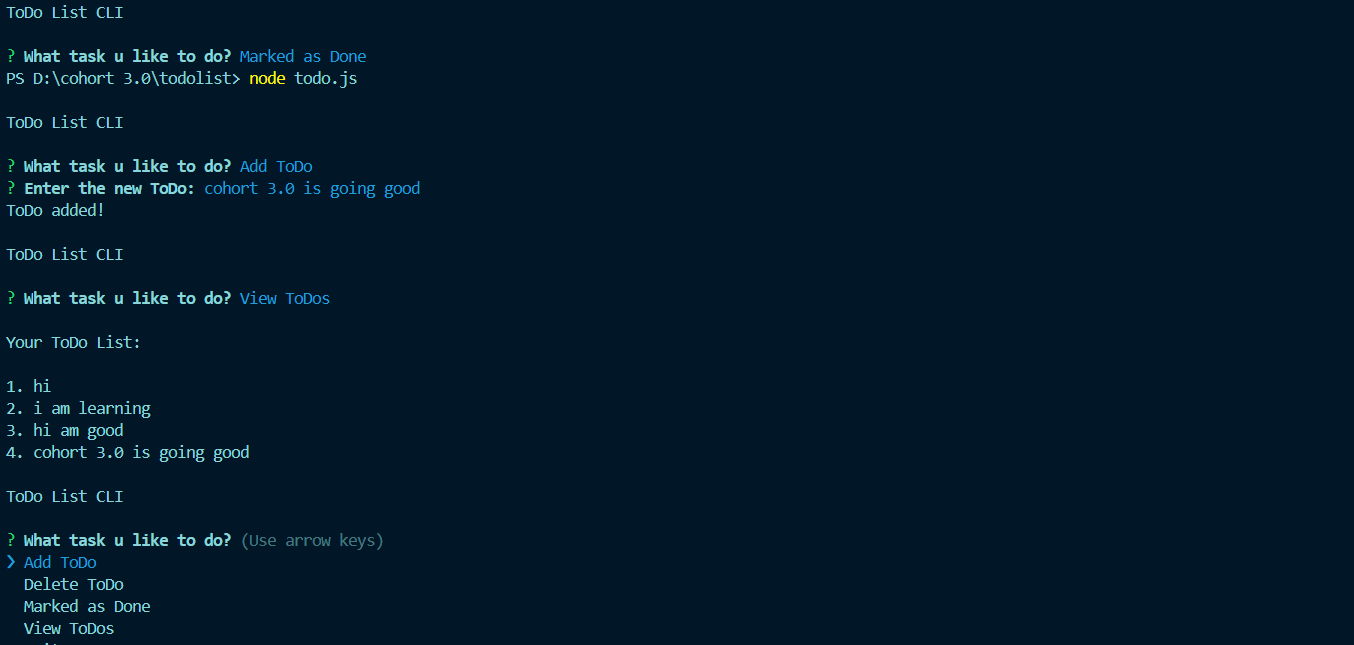 ToDo List CLI
? What task u like to do? Marked as Done
PS D:\cohort 3.0\todolist> node todo.js
ToDo List CLI
? What task u like to do? Add ToDo
? Enter the new ToDo: cohort 3.0 is going good
ToDo added!
ToDo List CLI
? What task u like to do? View ToDos
Your ToDo List:
1. hi
2. i am learning
3. hi am good
4. cohort 3.0 is going good
ToDo List CLI
? What task u like to do? (Use arrow keys)
❯ Add ToDo
Delete ToDo
Marked as Done
View ToDos